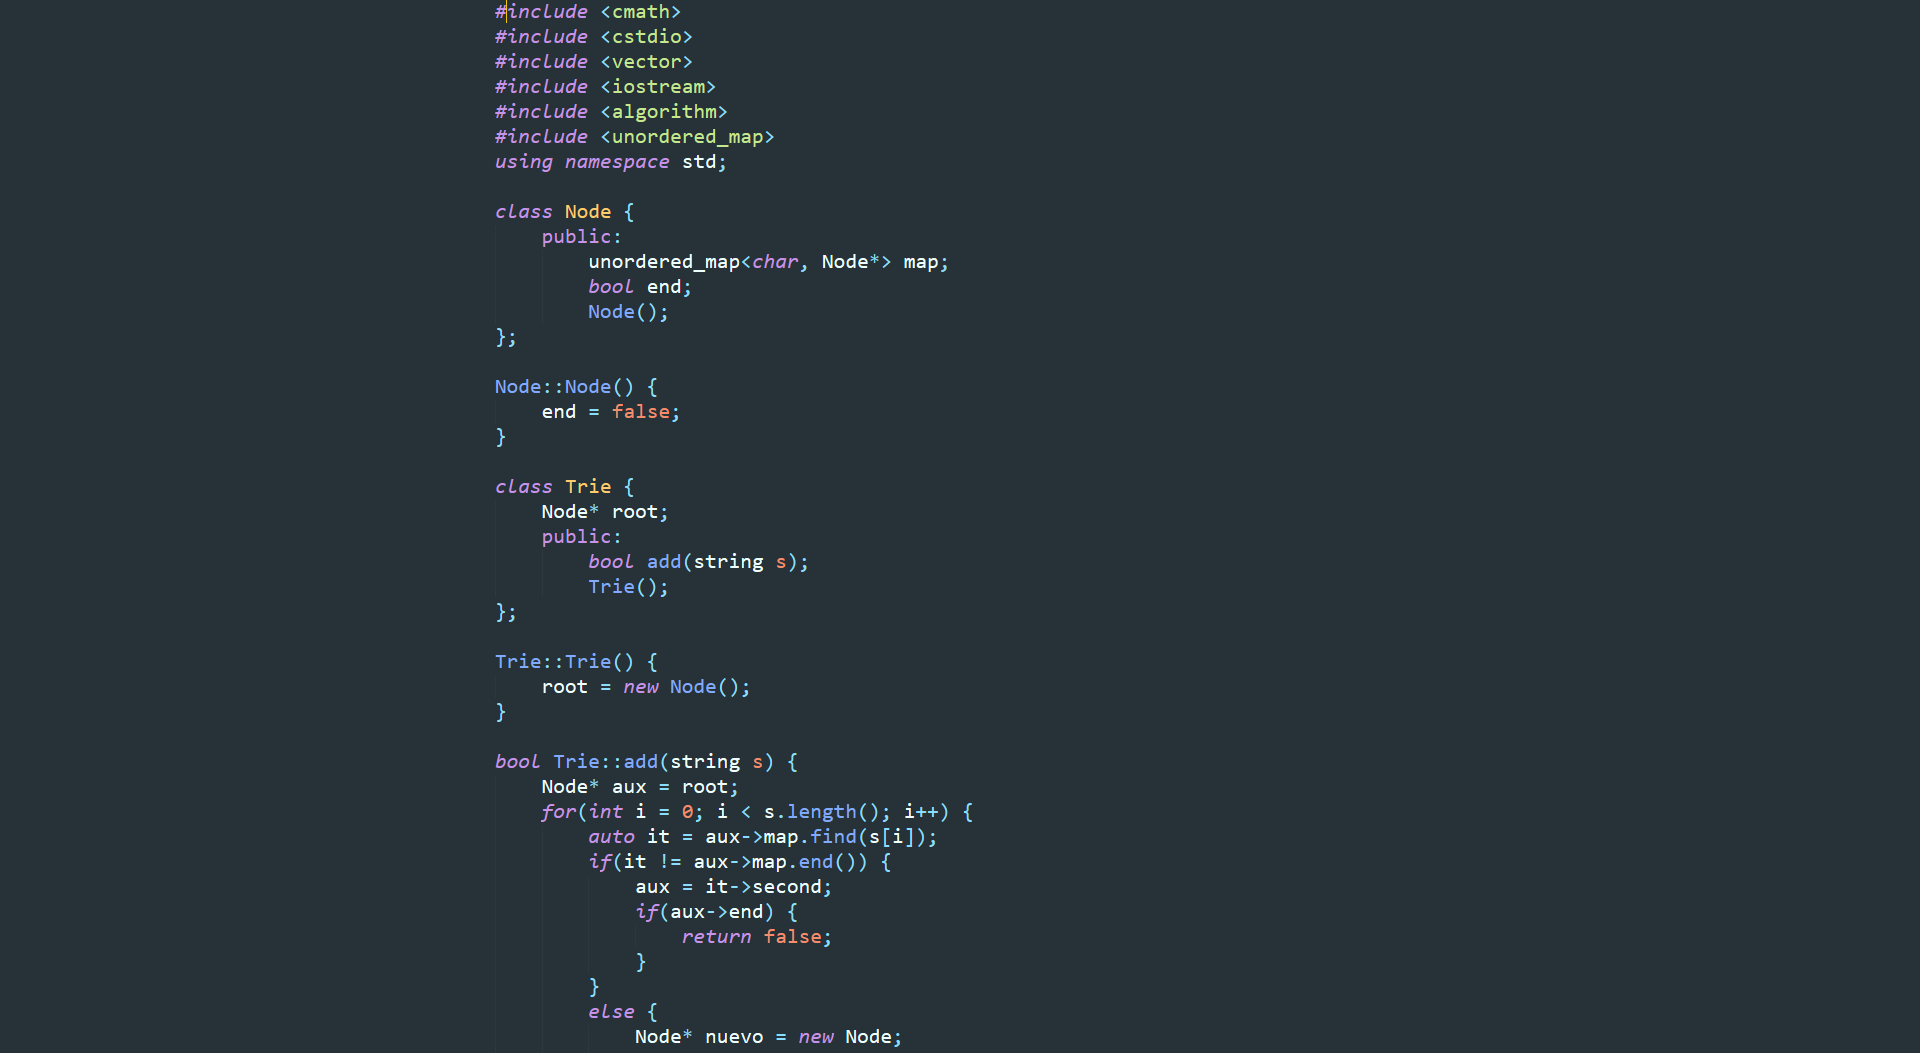 #include <cmath>
#include <cstdio>
#include <vector>
#include <iostream>
#include <algorithm>
#include <unordered_map>
using namespace std;

class Node {
    public:
        unordered_map<char, Node*> map;
        bool end;
        Node();
};

Node::Node() {
    end = false;
}

class Trie {
    Node* root;
    public:
        bool add(string s);
        Trie();
};

Trie::Trie() {
    root = new Node();
}

bool Trie::add(string s) {
    Node* aux = root;
    for(int i = 0; i < s.length(); i++) {
        auto it = aux->map.find(s[i]);
        if(it != aux->map.end()) {
            aux = it->second;
            if(aux->end) {
                return false;
            }
        }
        else {
            Node* nuevo = new Node;